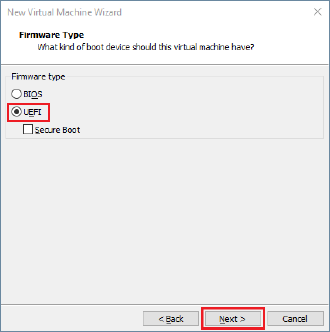 New Virtual Machine Wizard
Firmware Type
What kind of boot device should this virtual machine have?
Firmware type
BIOS
UEFI
Secure Boot
< Back Next > Cancel